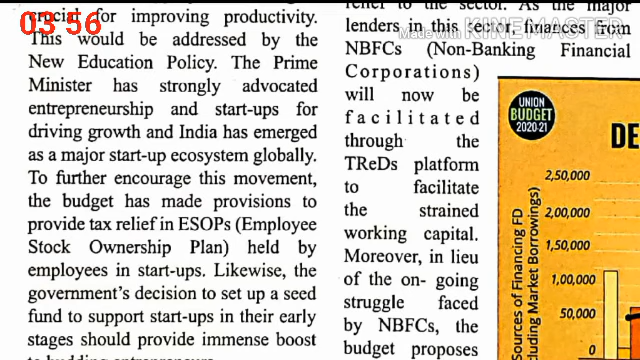 03 56
Made with KINEMASTER
crucial for improving productivity.
This would be addressed by the
New Education Policy. The Prime
Minister has strongly advocated
entrepreneurship and start-ups for
driving growth and India has emerged
as a major start-up ecosystem globally.
To further encourage this movement,
the budget has made provisions to
provide tax relief in ESOPs (Employee
Stock Ownership Plan) held by
employees in start-ups. Likewise, the
government's decision to set up a seed
fund to support start-ups in their early
stages should provide immense boost
to budding entrepreneurs
relief to the sector. As the major
lenders in this sector, finances from
NBFCs (Non-Banking Financial
Corporations)
will now be
facilitated
through the
TReDs platform
to facilitate
the strained
working capital.
Moreover, in lieu
of the on- going
struggle faced
by NBFCs, the
budget proposes
UNION
BUDGET
2020-21
DE
2,50,000
2,00,000
1,50,000
1,00,000
50,000
0
Sources of Financing FD
cluding Market Borrowings)